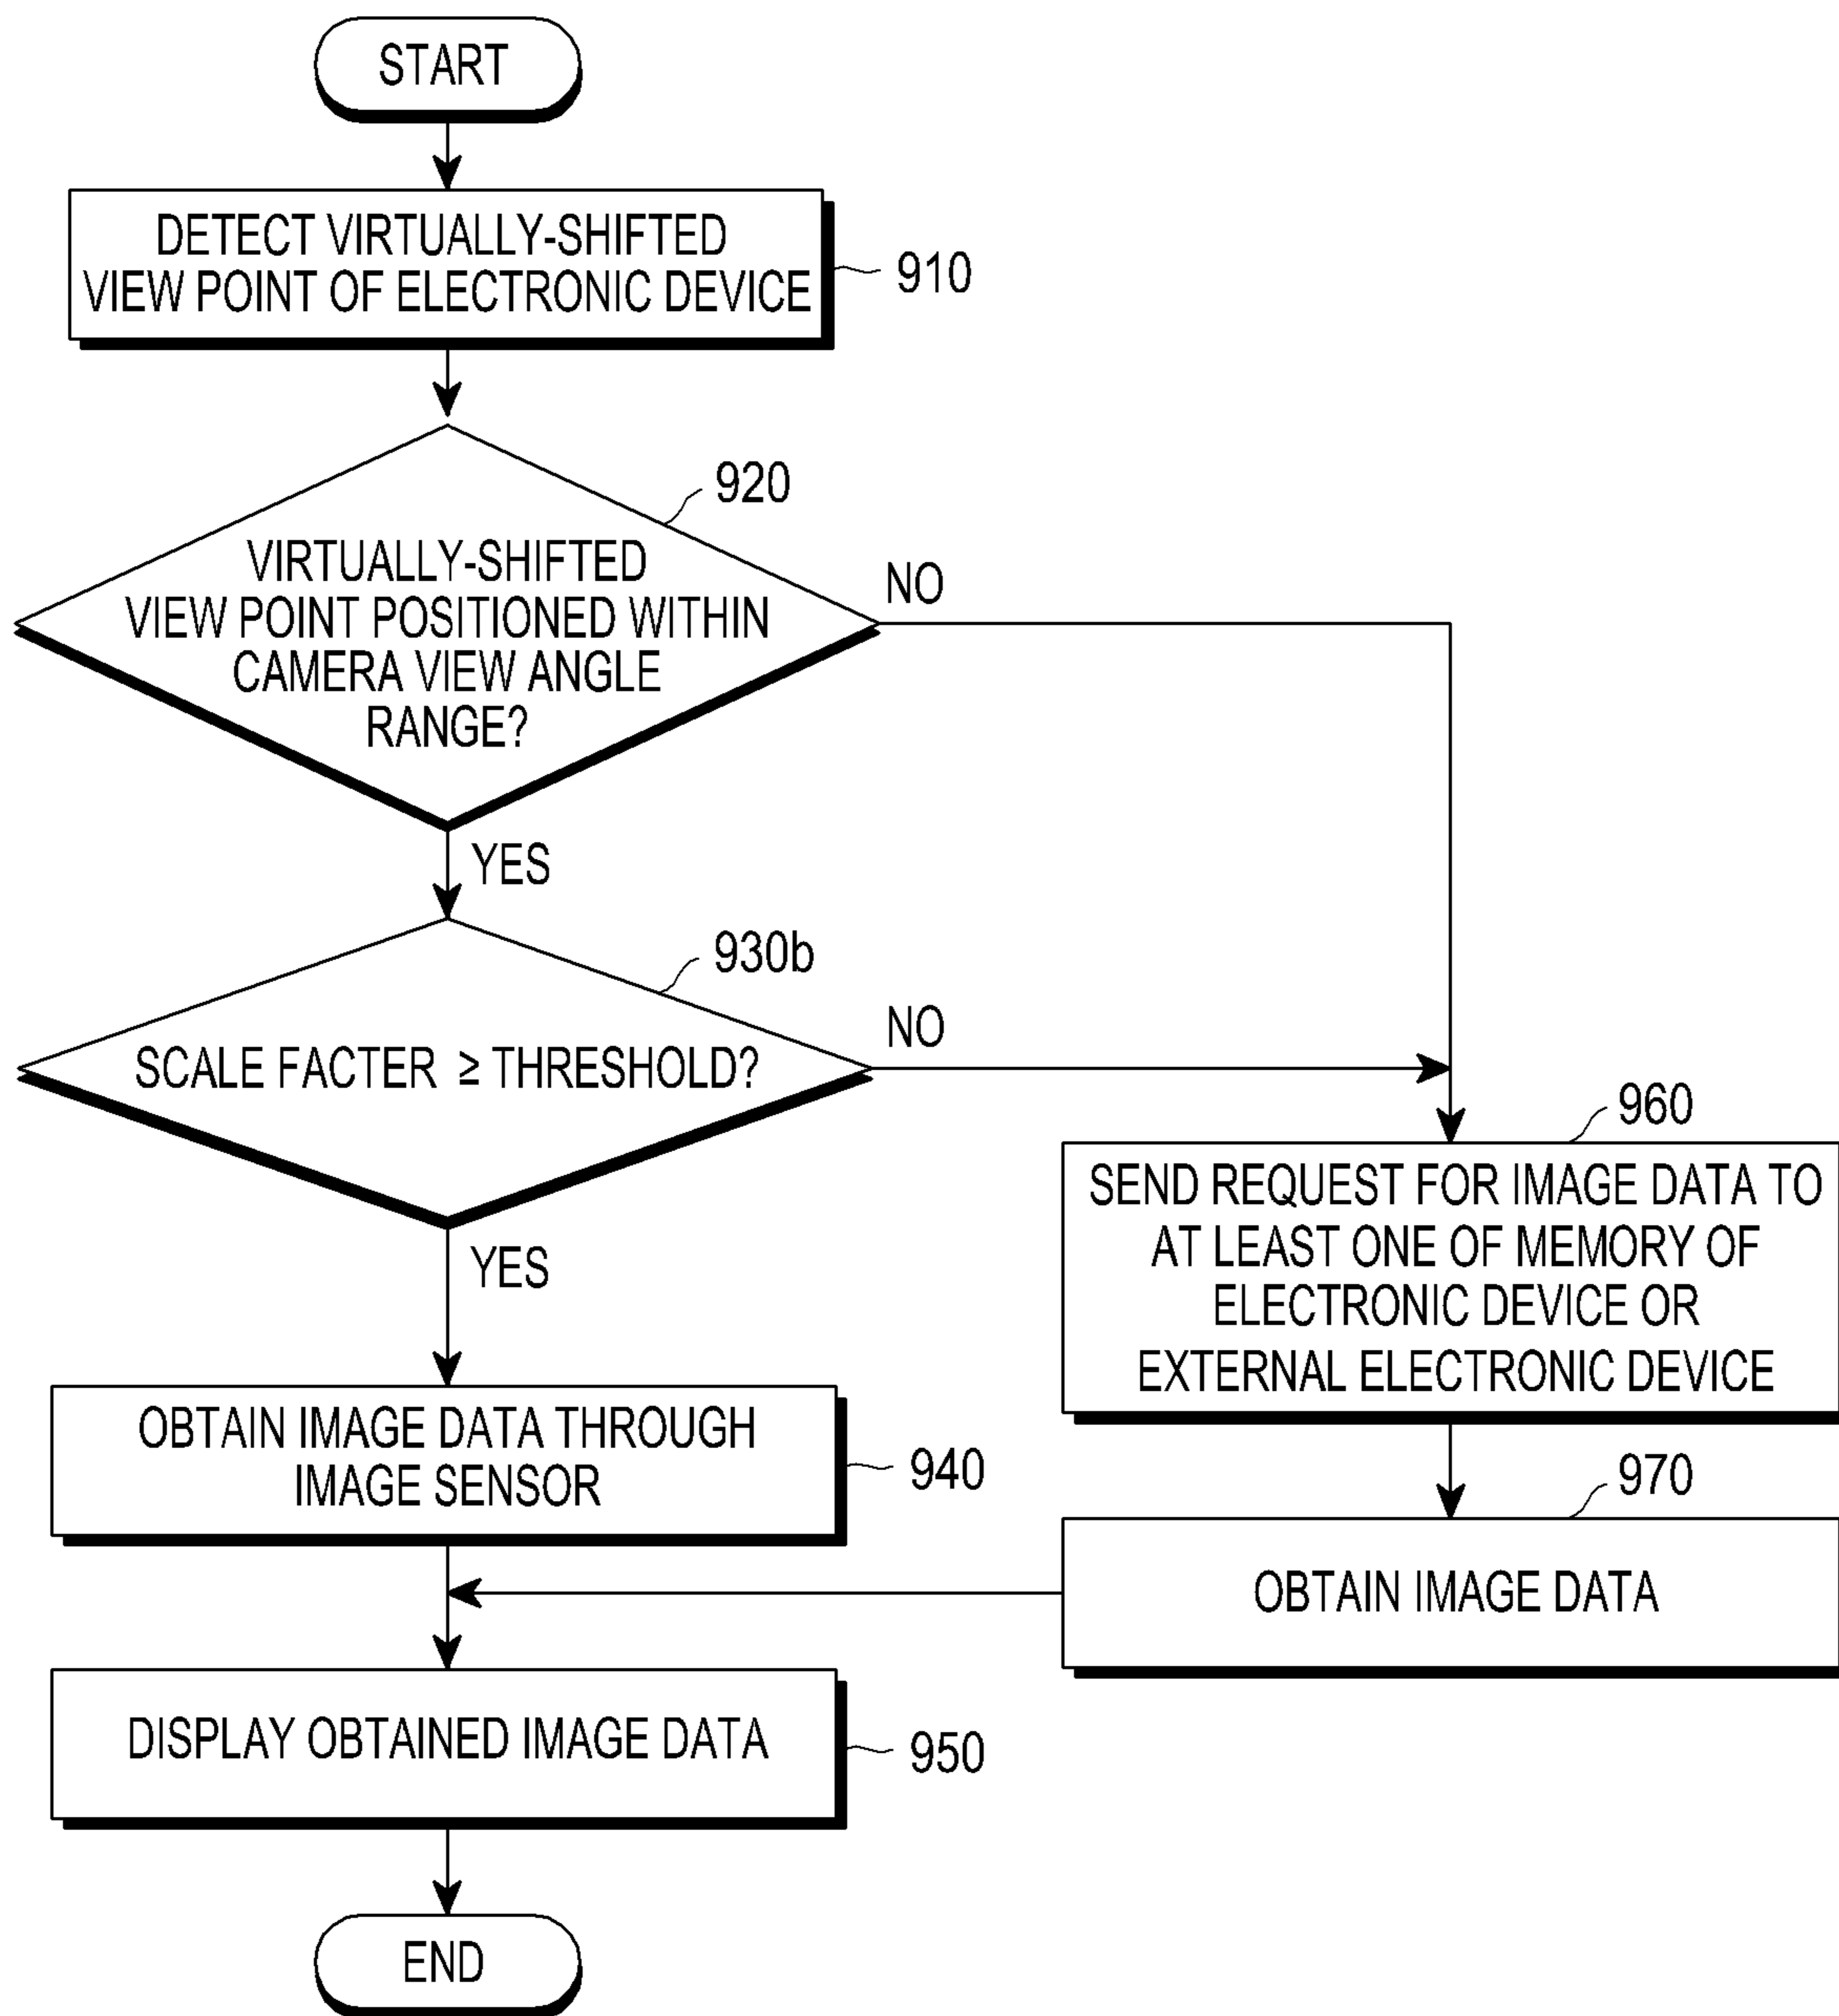 START
DETECT VIRTUALLY-SHIFTED
VIEW POINT OF ELECTRONIC DEVICE
910
920
VIRTUALLY-SHIFTED
VIEW POINT POSITIONED WITHIN
CAMERA VIEW ANGLE
RANGE?
NO
YES
930b
SCALE FACTER ≥ THRESHOLD?
NO
YES
960
SEND REQUEST FOR IMAGE DATA TO
AT LEAST ONE OF MEMORY OF
ELECTRONIC DEVICE OR
EXTERNAL ELECTRONIC DEVICE
OBTAIN IMAGE DATA THROUGH
IMAGE SENSOR
940
970
OBTAIN IMAGE DATA
DISPLAY OBTAINED IMAGE DATA
950
END